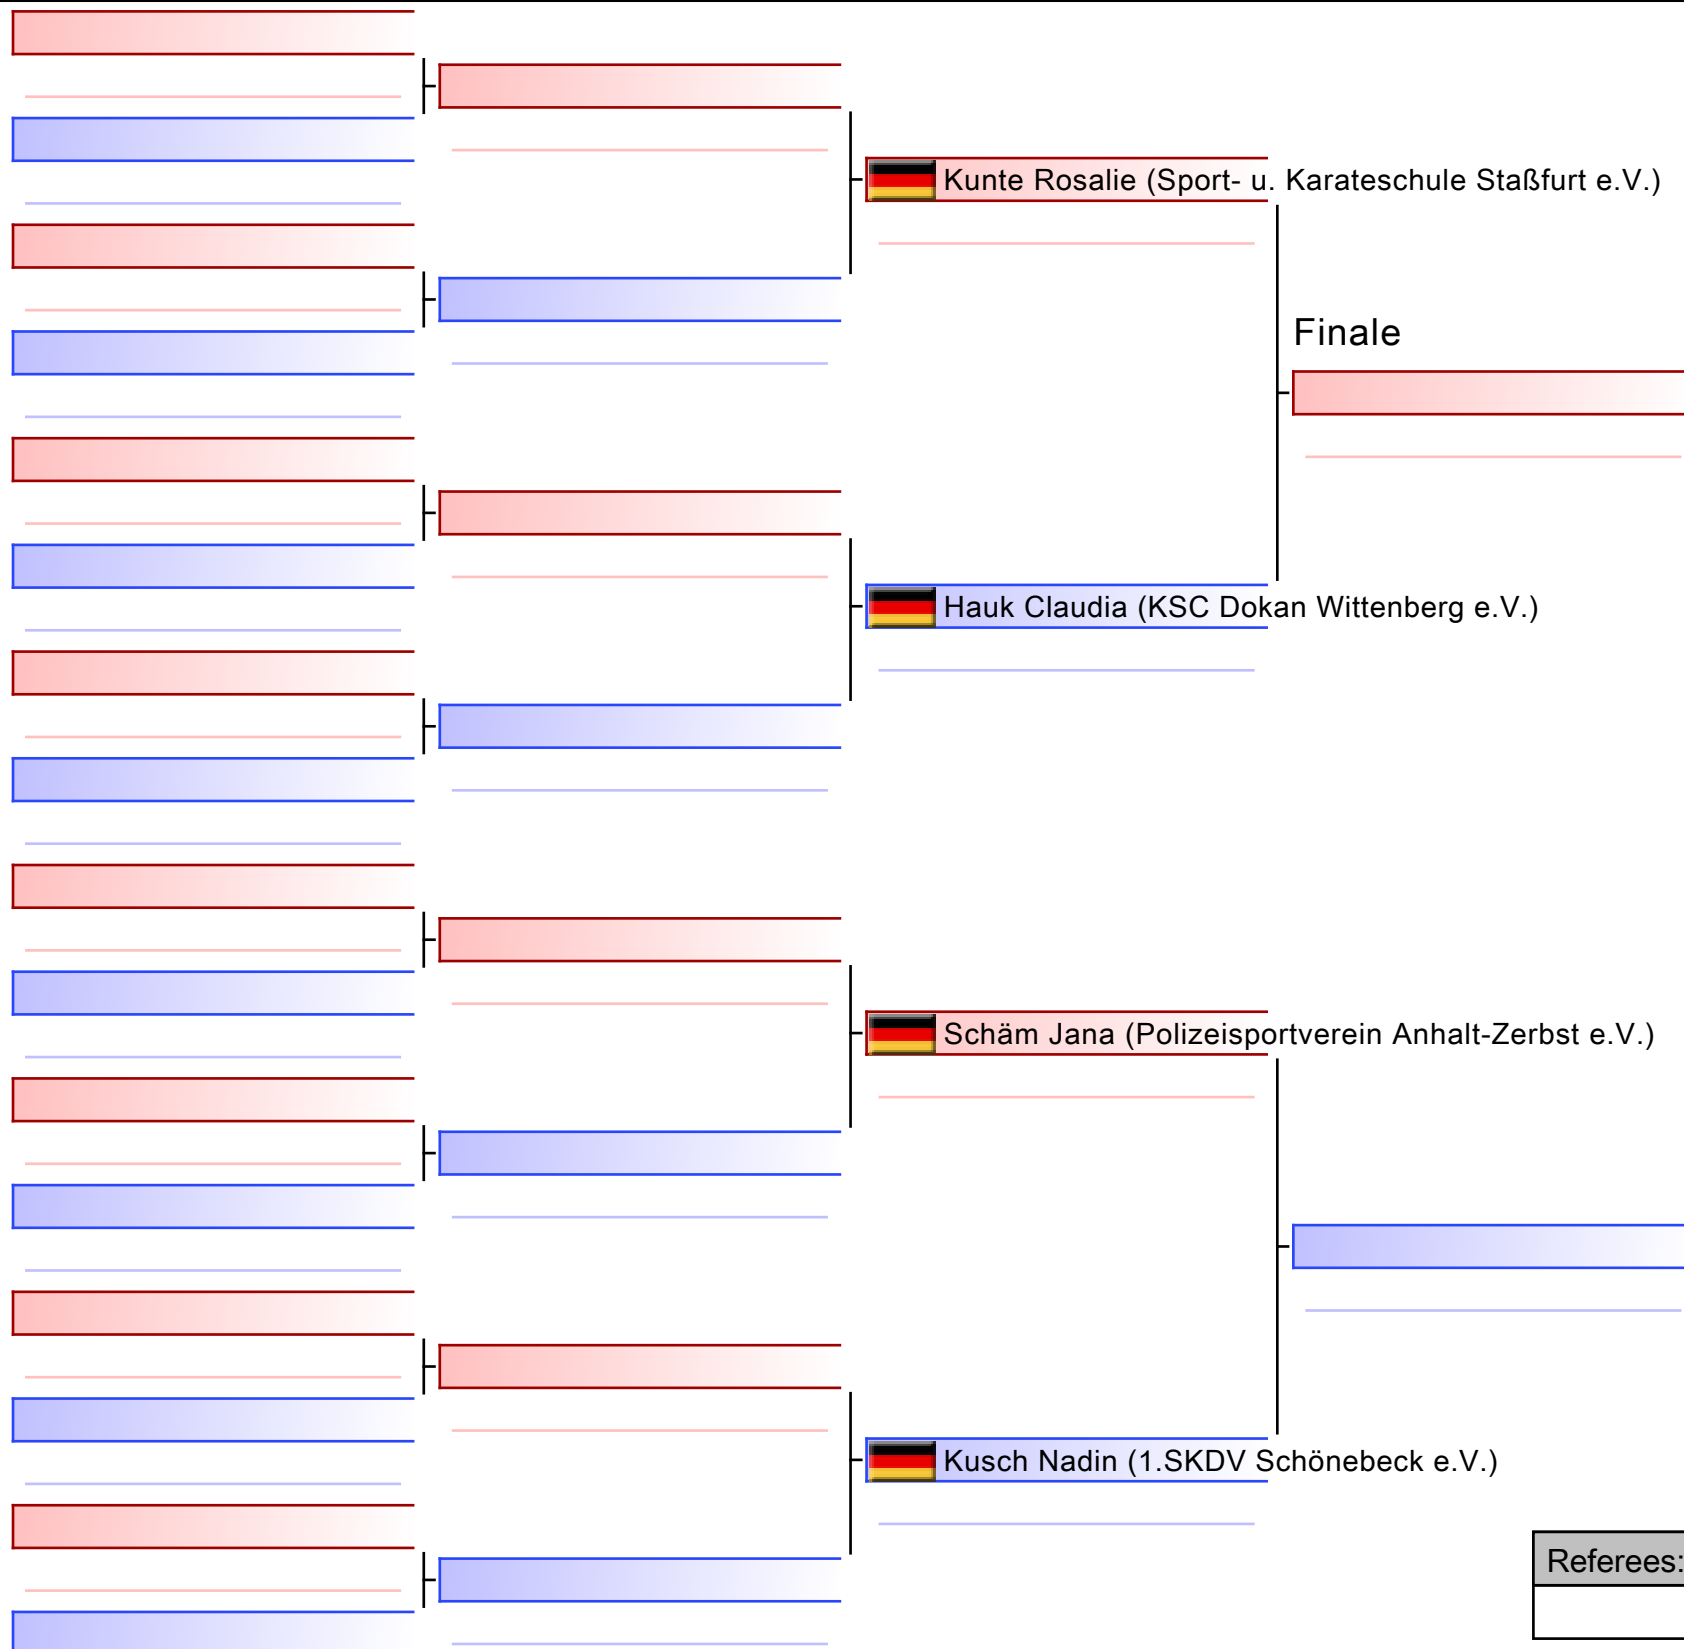 Kunte Rosalie (Sport- u. Karateschule Staßfurt e.V.)
Finale
Hauk Claudia (KSC Dokan Wittenberg e.V.)
Schäm Jana (Polizeisportverein Anhalt-Zerbst e.V.)
Kusch Nadin (1.SKDV Schönebeck e.V.)
Referees: